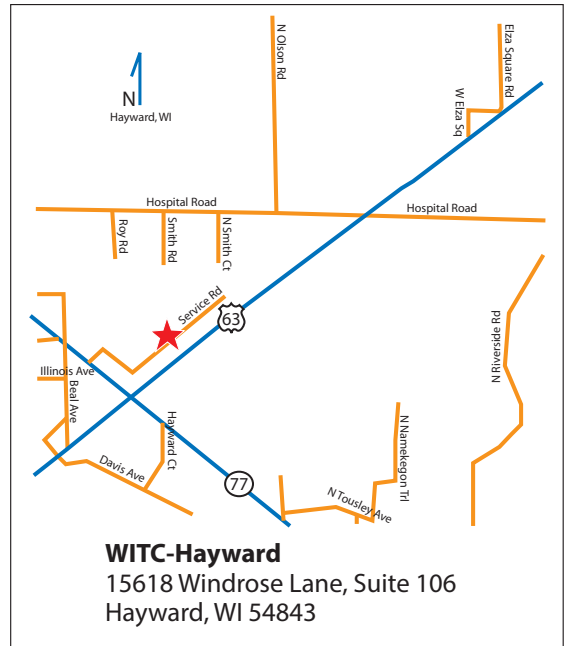 N Olson Rd
Elza Square Rd
W Elza Sq
N
Hayward, WI
Hospital Road
Hospital Road
Roy Rd
Smith Rd
N Smith Ct
Service Rd
63
N Riverside Rd
Illinois Ave
Beal Ave
Hayward Ct
Davis Ave
77
N Namekegon Trl
N Tousley Ave
WITC-Hayward
15618 Windrose Lane, Suite 106
Hayward, WI 54843